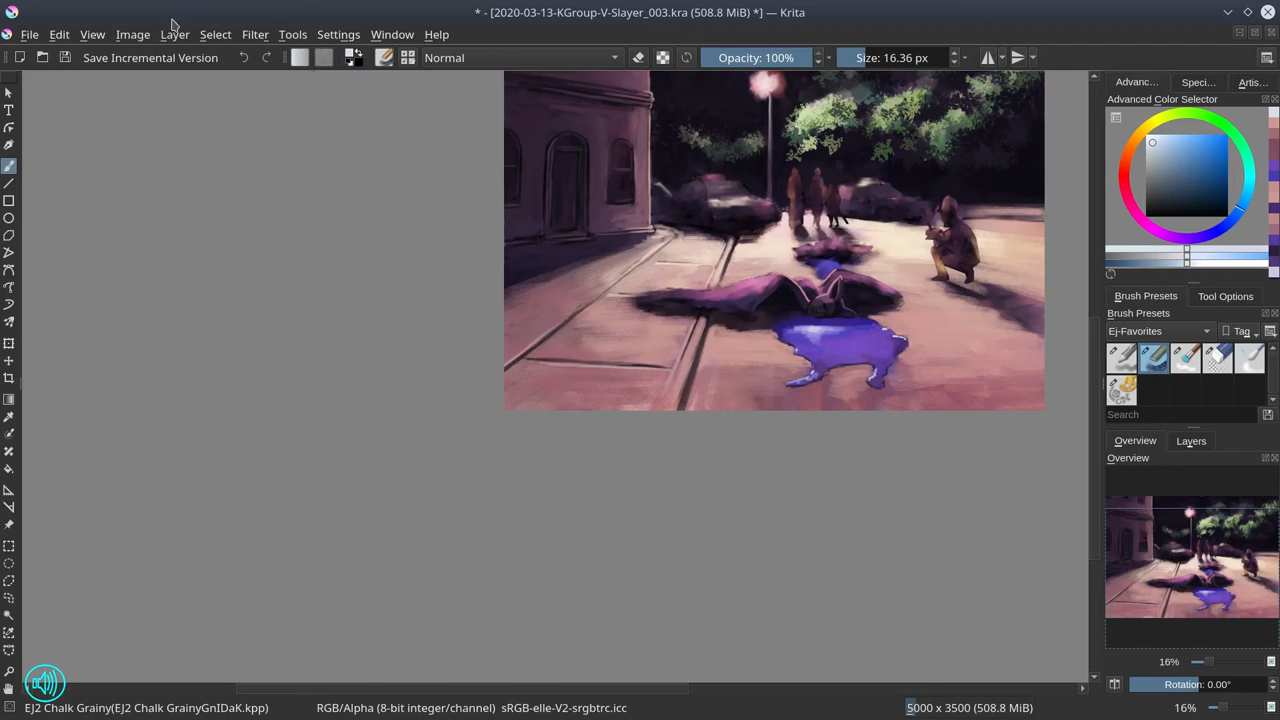 * - [2020-03-13-KGroup-V-Slayer_003.kra (508.8 MiB) *] — Krita
File Edit View Image Layer Select Filter Tools Settings Window Help
Save Incremental Version Normal Opacity: 100% Size: 16.36 px
Advanc... Speci... Artis...
Advanced Color Selector
Brush Presets Tool Options
Brush Presets
Ej-Favorites Tag
Search
Overview Layers
Overview
16%
Rotation: 0.00°
EJ2 Chalk Grainy(EJ2 Chalk GrainyGnIDaK.kpp) RGB/Alpha (8-bit integer/channel) sRGB-elle-V2-srgbtrc.icc 5000 x 3500 (508.8 MiB) 16%